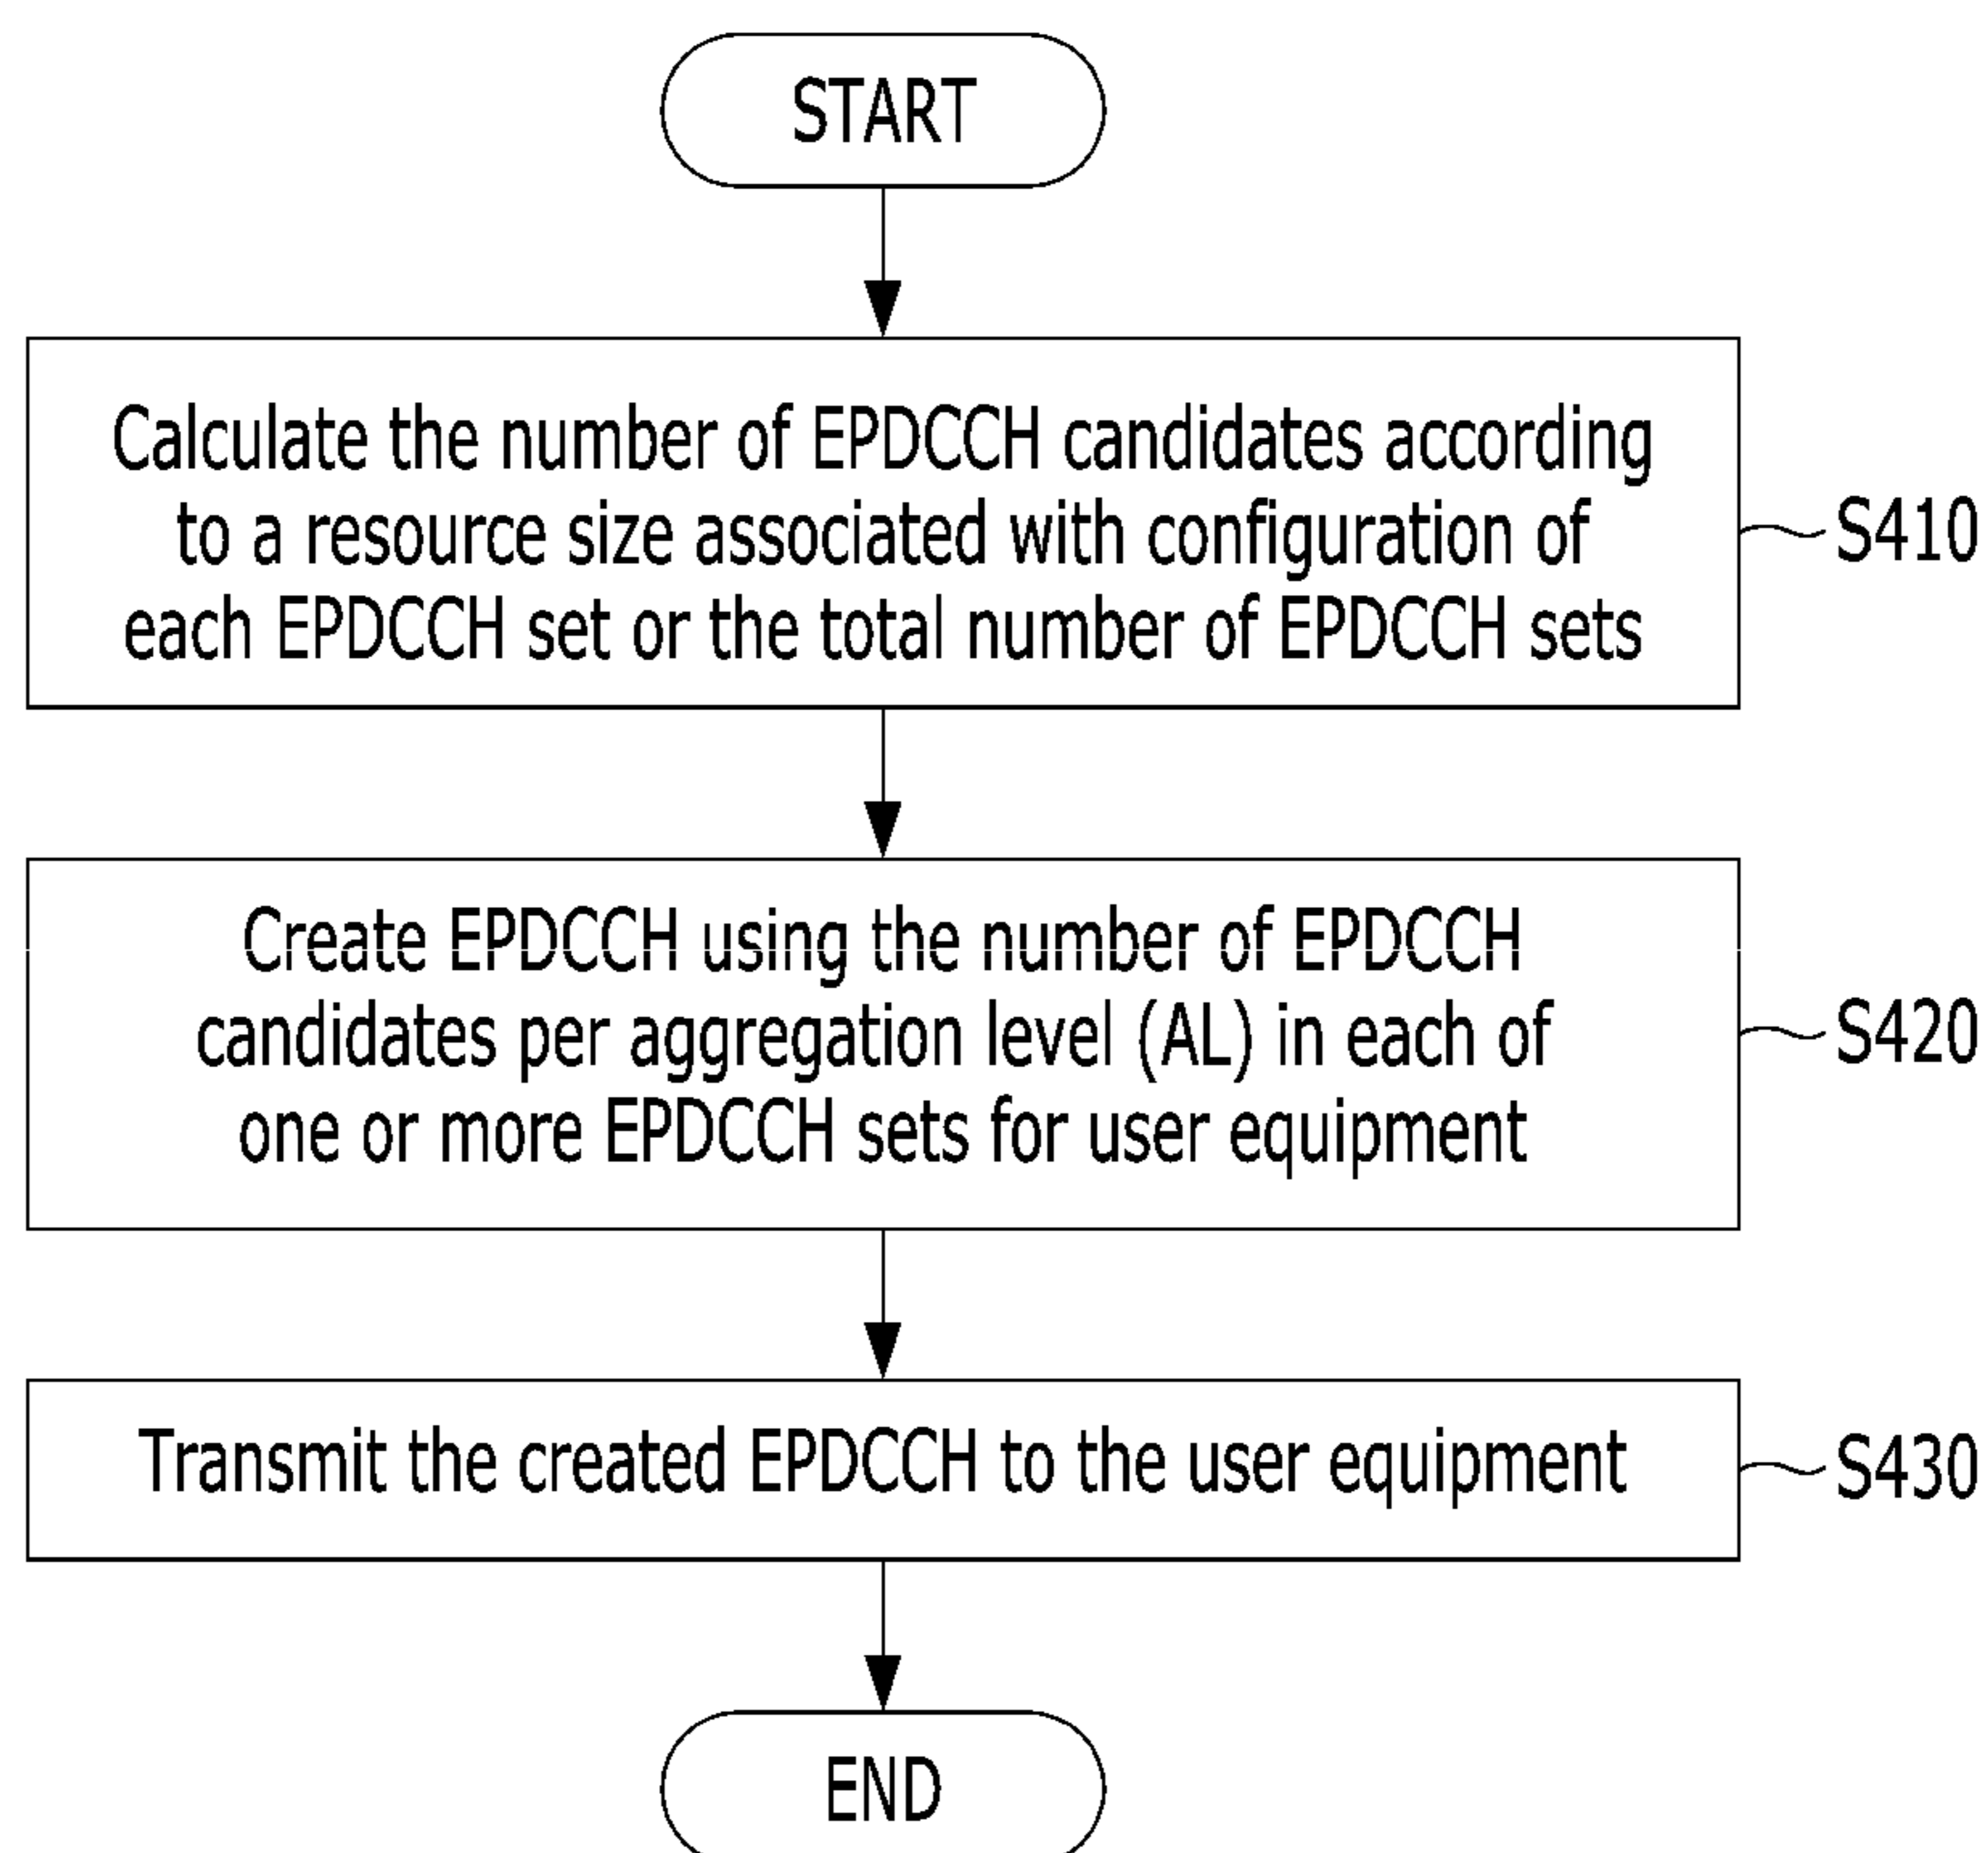 START
Calculate the number of EPDCCH candidates according
to a resource size associated with configuration of
each EPDCCH set or the total number of EPDCCH sets
S410
Create EPDCCH using the number of EPDCCH
candidates per aggregation level (AL) in each of
one or more EPDCCH sets for user equipment
S420
Transmit the created EPDCCH to the user equipment
S430
END